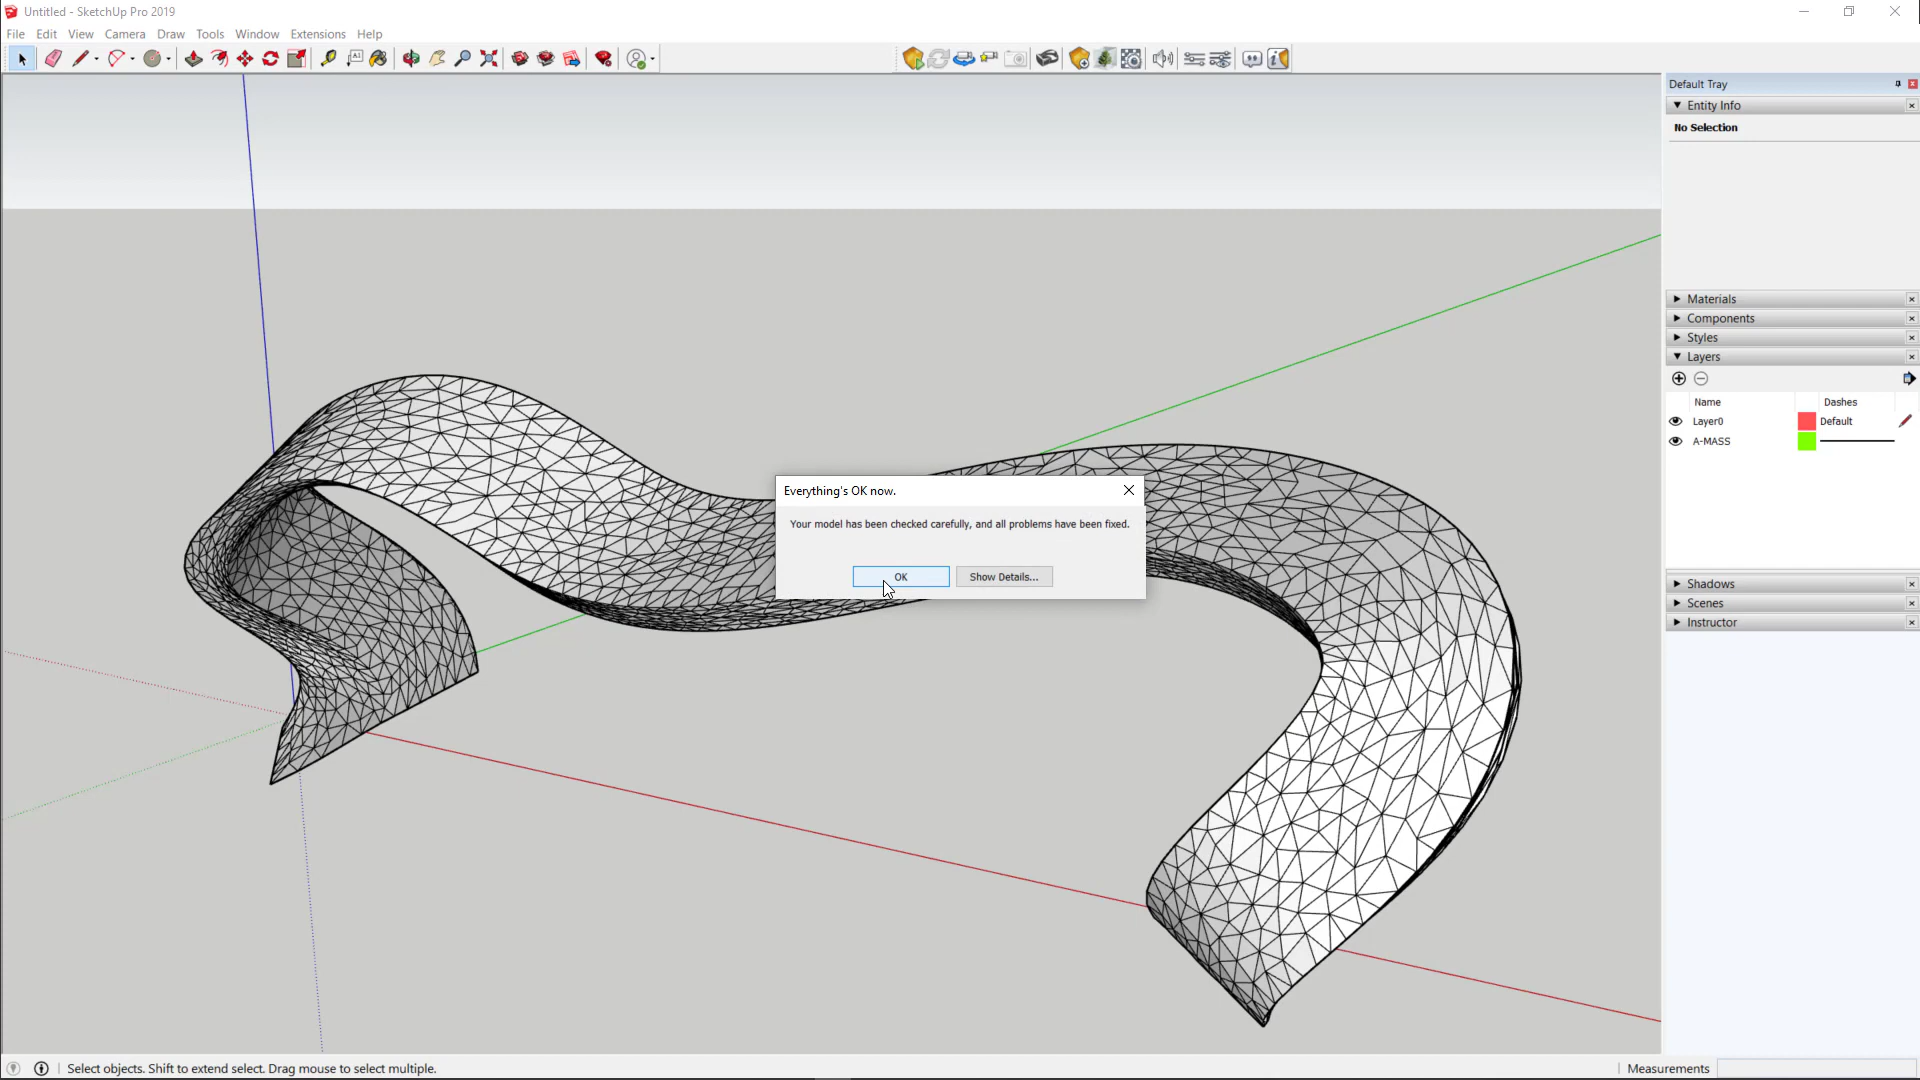 Untitled - SketchUp Pro 2019
File Edit View Camera Draw Tools Window Extensions Help
Default Tray
Entity Info
No Selection
Materials
Components
Styles
Layers
Name Dashes
Layer0 Default
A-MASS
Everything's OK now.
Your model has been checked carefully, and all problems have been fixed.
OK Show Details...
Shadows
Scenes
Instructor
Select objects. Shift to extend select. Drag mouse to select multiple.
Measurements